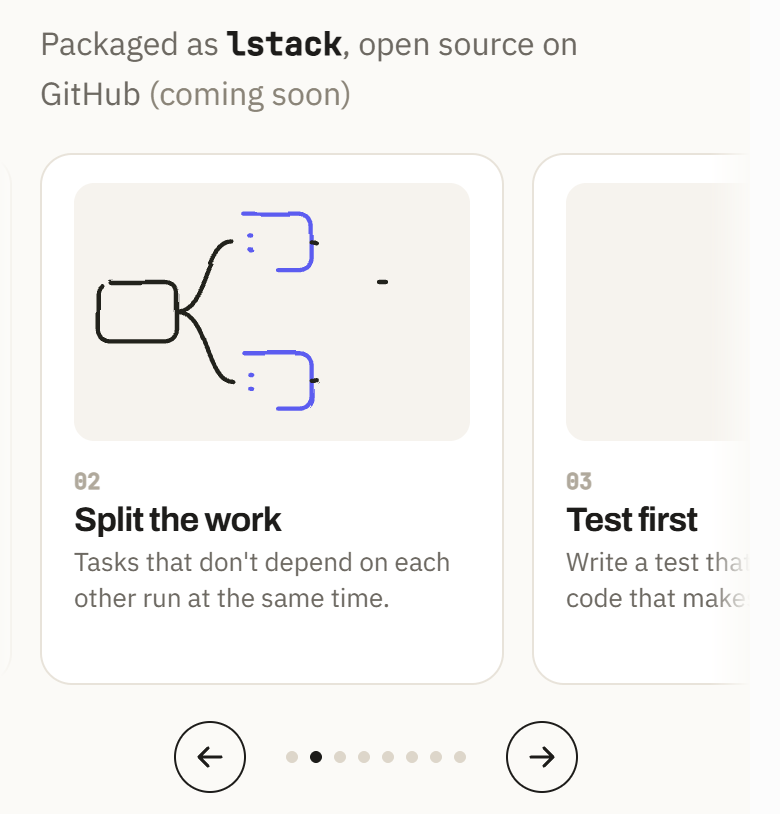 Packaged as lstack, open source on
GitHub (coming soon)
02
Split the work
Tasks that don't depend on each
other run at the same time.
03
Test first
Write a test that
code that makes